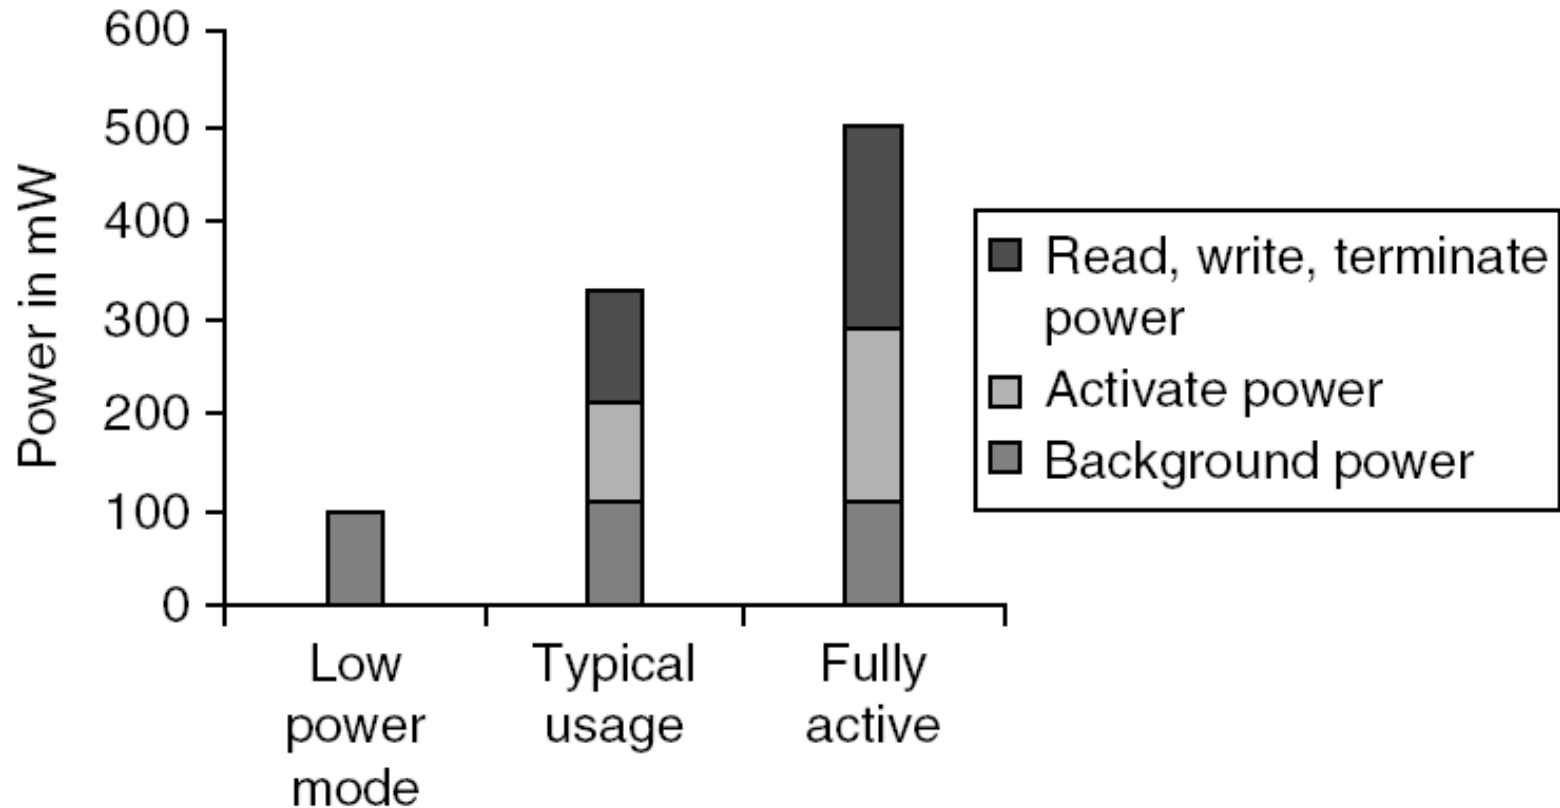 600
500
400
300
200
100
0
Power in mW
Low
power
mode
Typical
usage
Fully
active
Read, write, terminate
power
Activate power
Background power